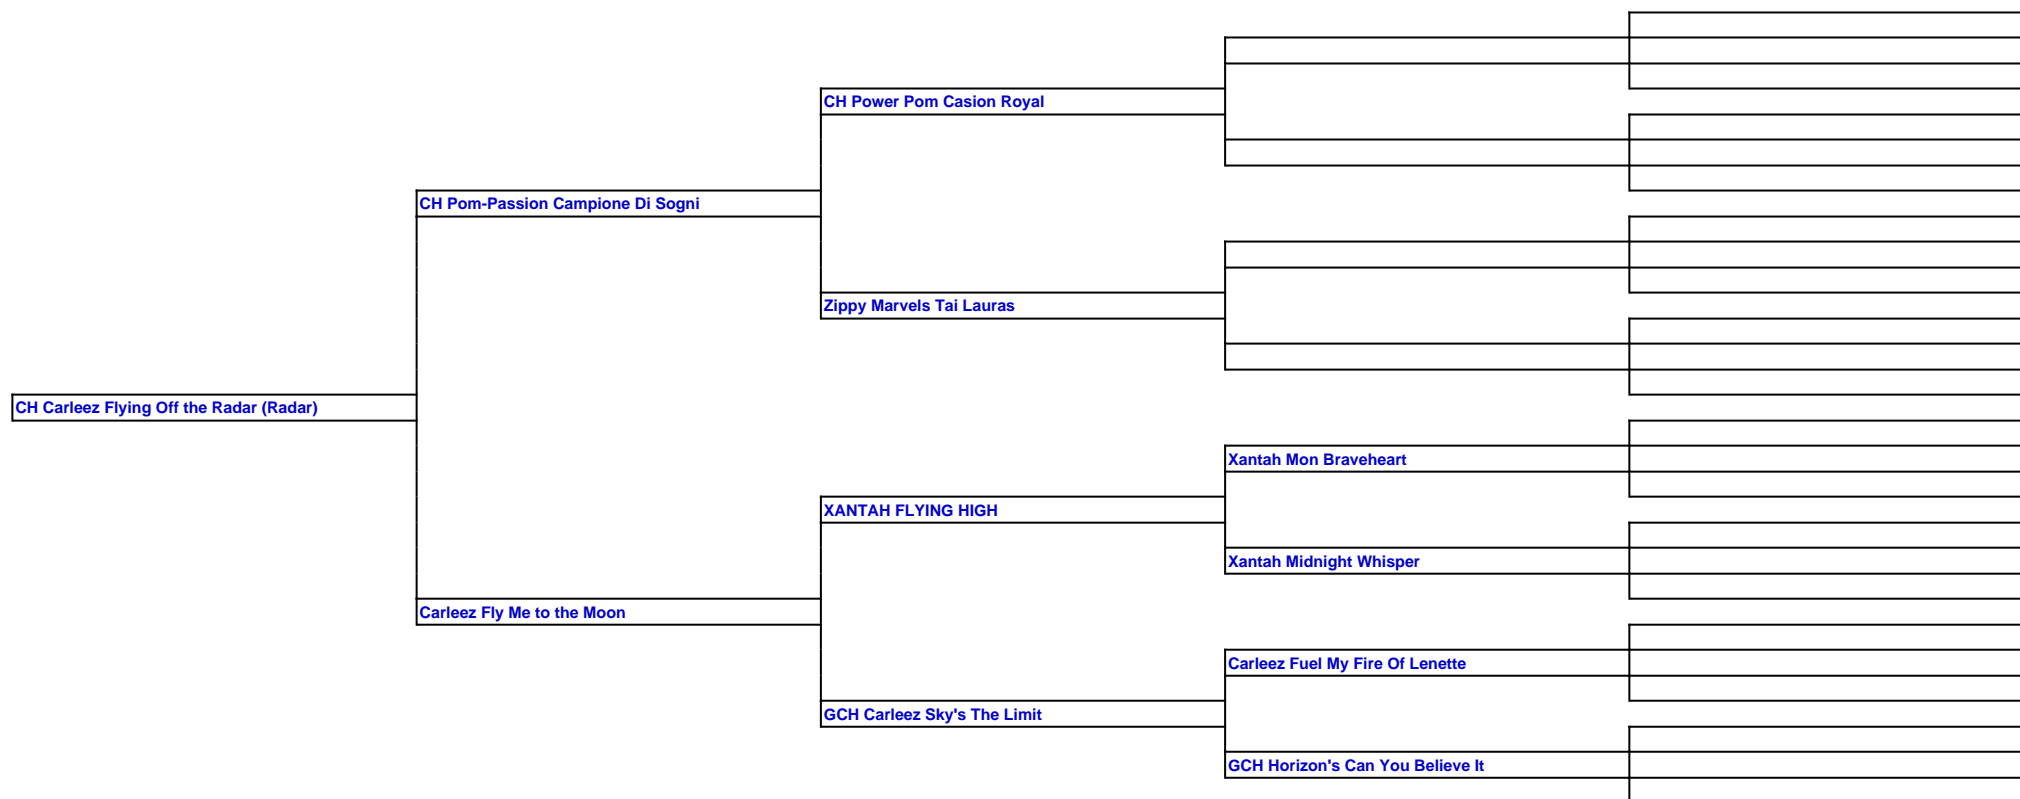 CH Power Pom Casion Royal
CH Pom-Passion Campione Di Sogni
Zippy Marvels Tai Lauras
CH Carleez Flying Off the Radar (Radar)
Xantah Mon Braveheart
XANTAH FLYING HIGH
Xantah Midnight Whisper
Carleez Fly Me to the Moon
Carleez Fuel My Fire Of Lenette
GCH Carleez Sky's The Limit
GCH Horizon's Can You Believe It